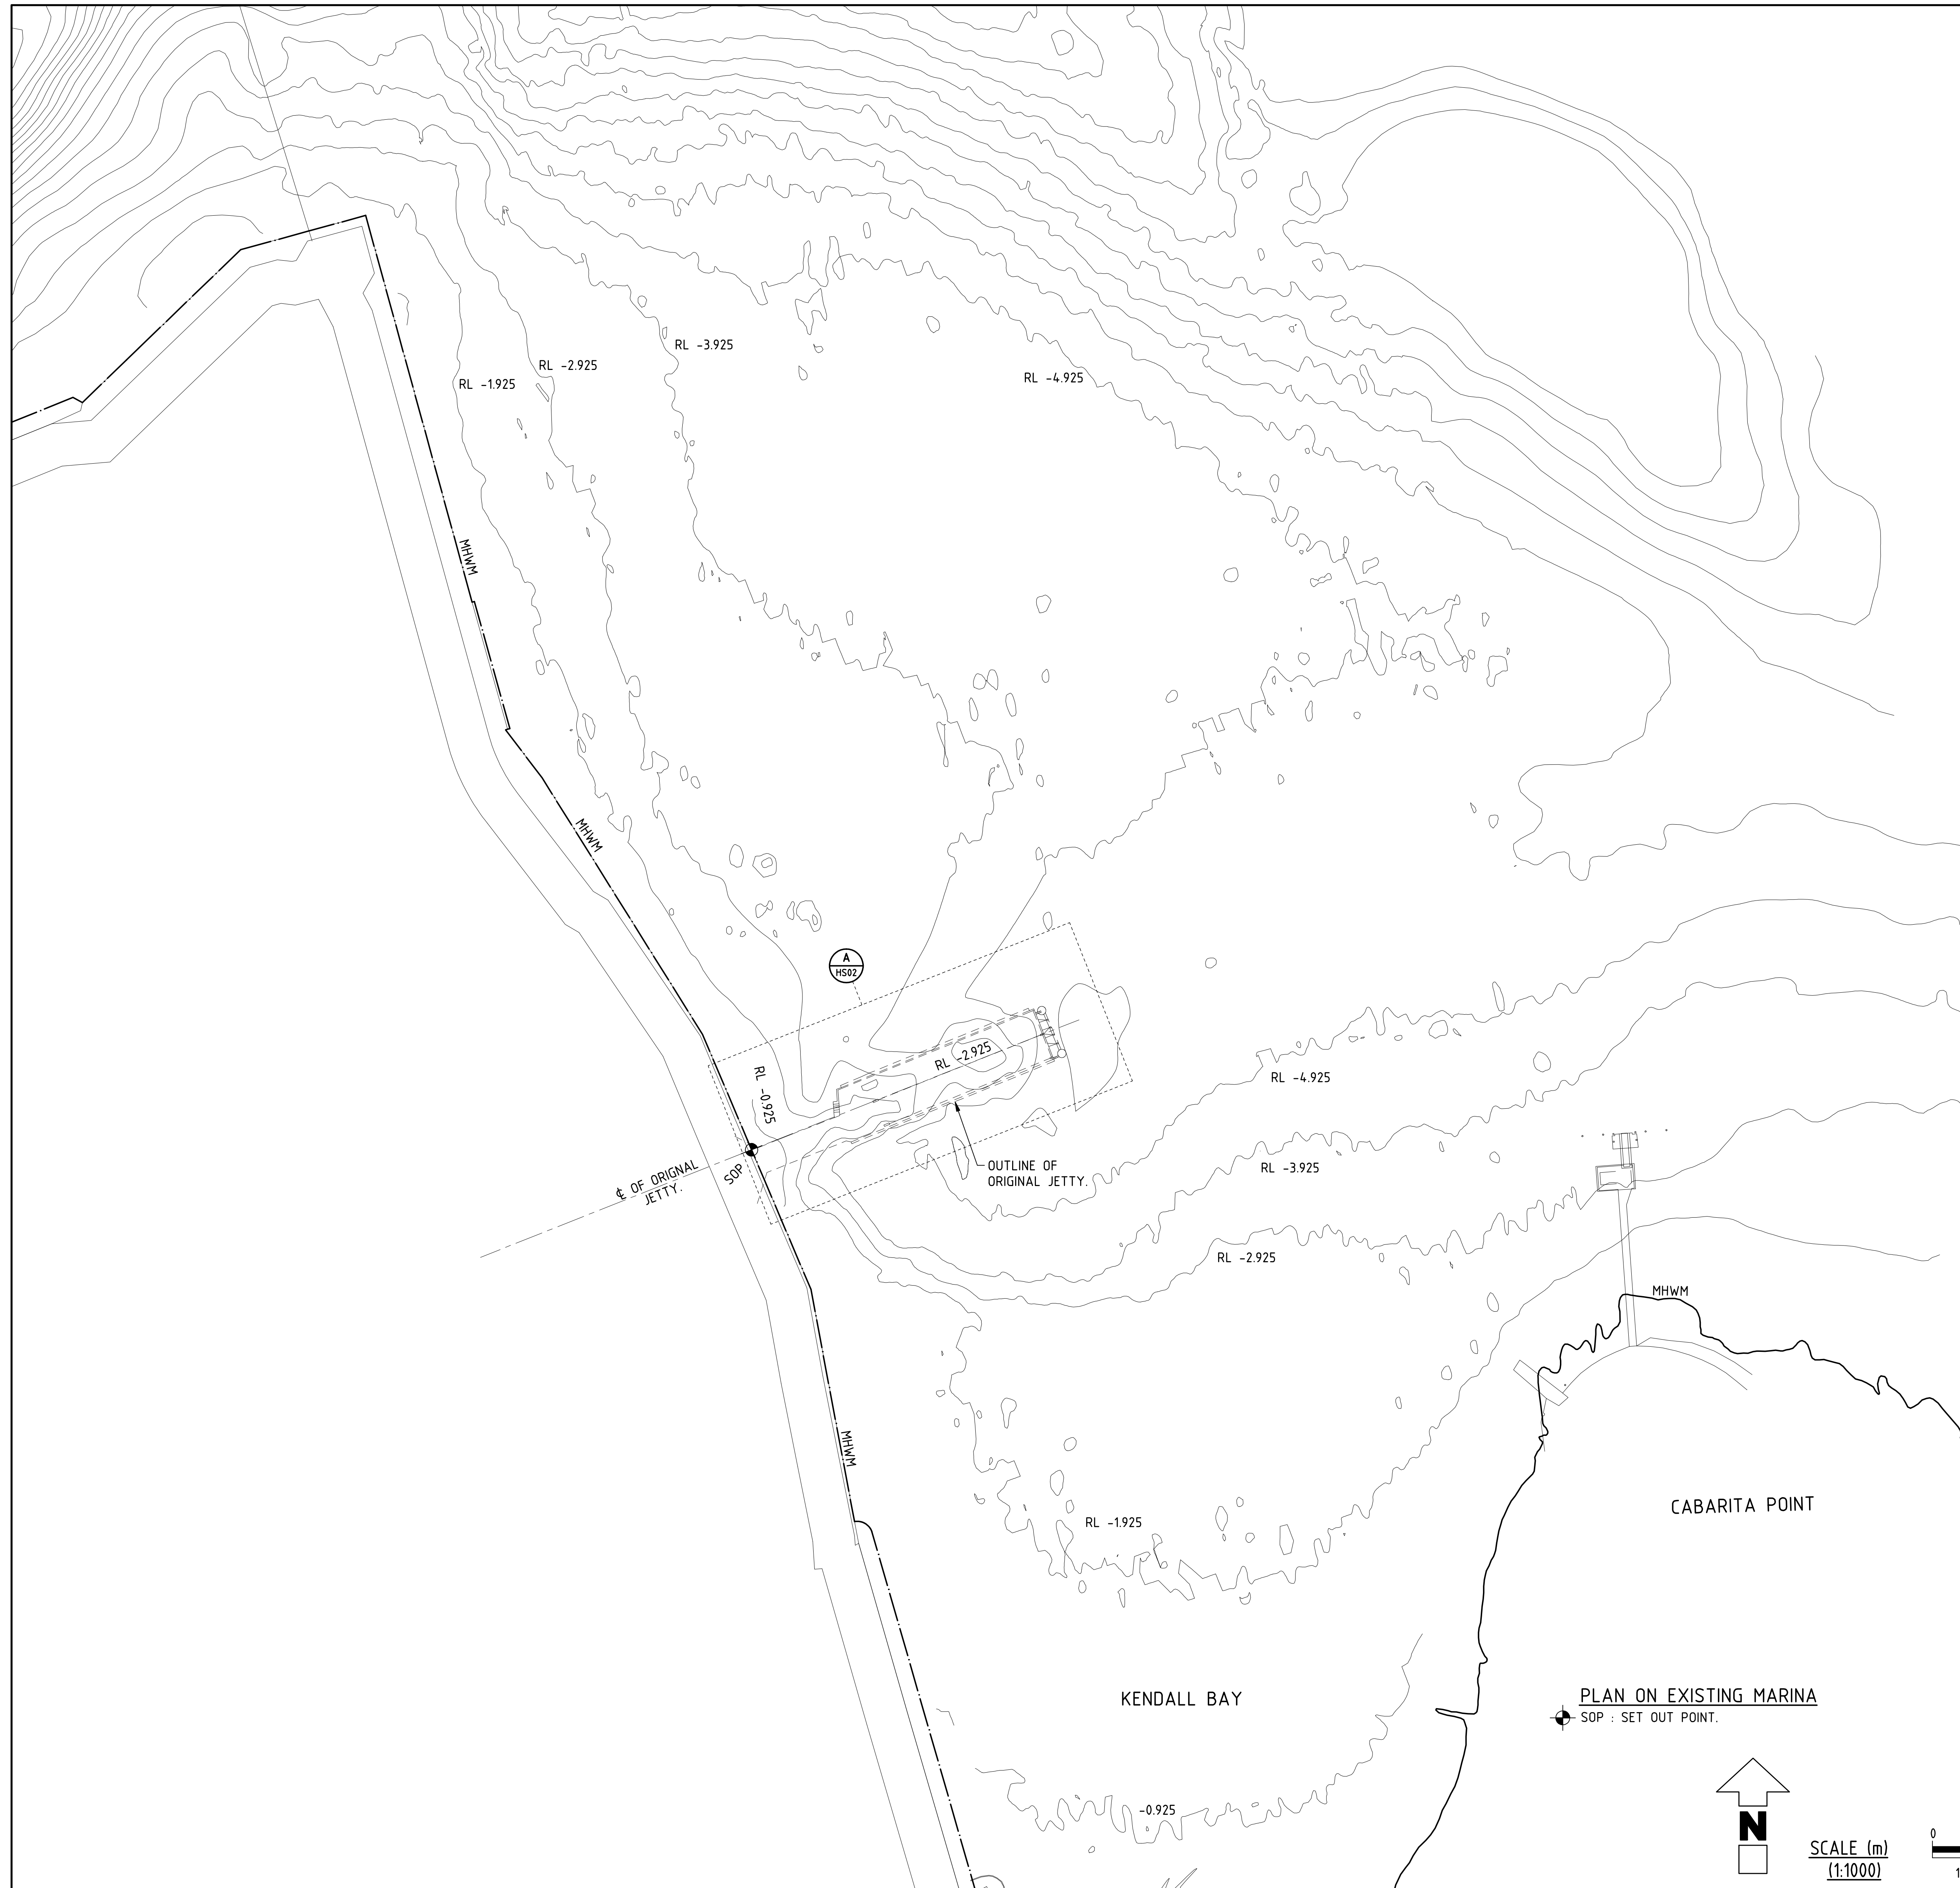 RL -3.925
RL -2.925
RL -4.925
RL -1.925
MHWM
MHWM
A
HS02
RL -2.925
RL -0.925
RL -4.925
OUTLINE OF
ORIGINAL JETTY.
RL -3.925
SOP
℄ OF ORIGNAL
JETTY.
RL -2.925
MHWM
MHWM
CABARITA POINT
RL -1.925
KENDALL BAY
PLAN ON EXISTING MARINA
SOP : SET OUT POINT.
-0.925
N
0
SCALE (m)
(1:1000)